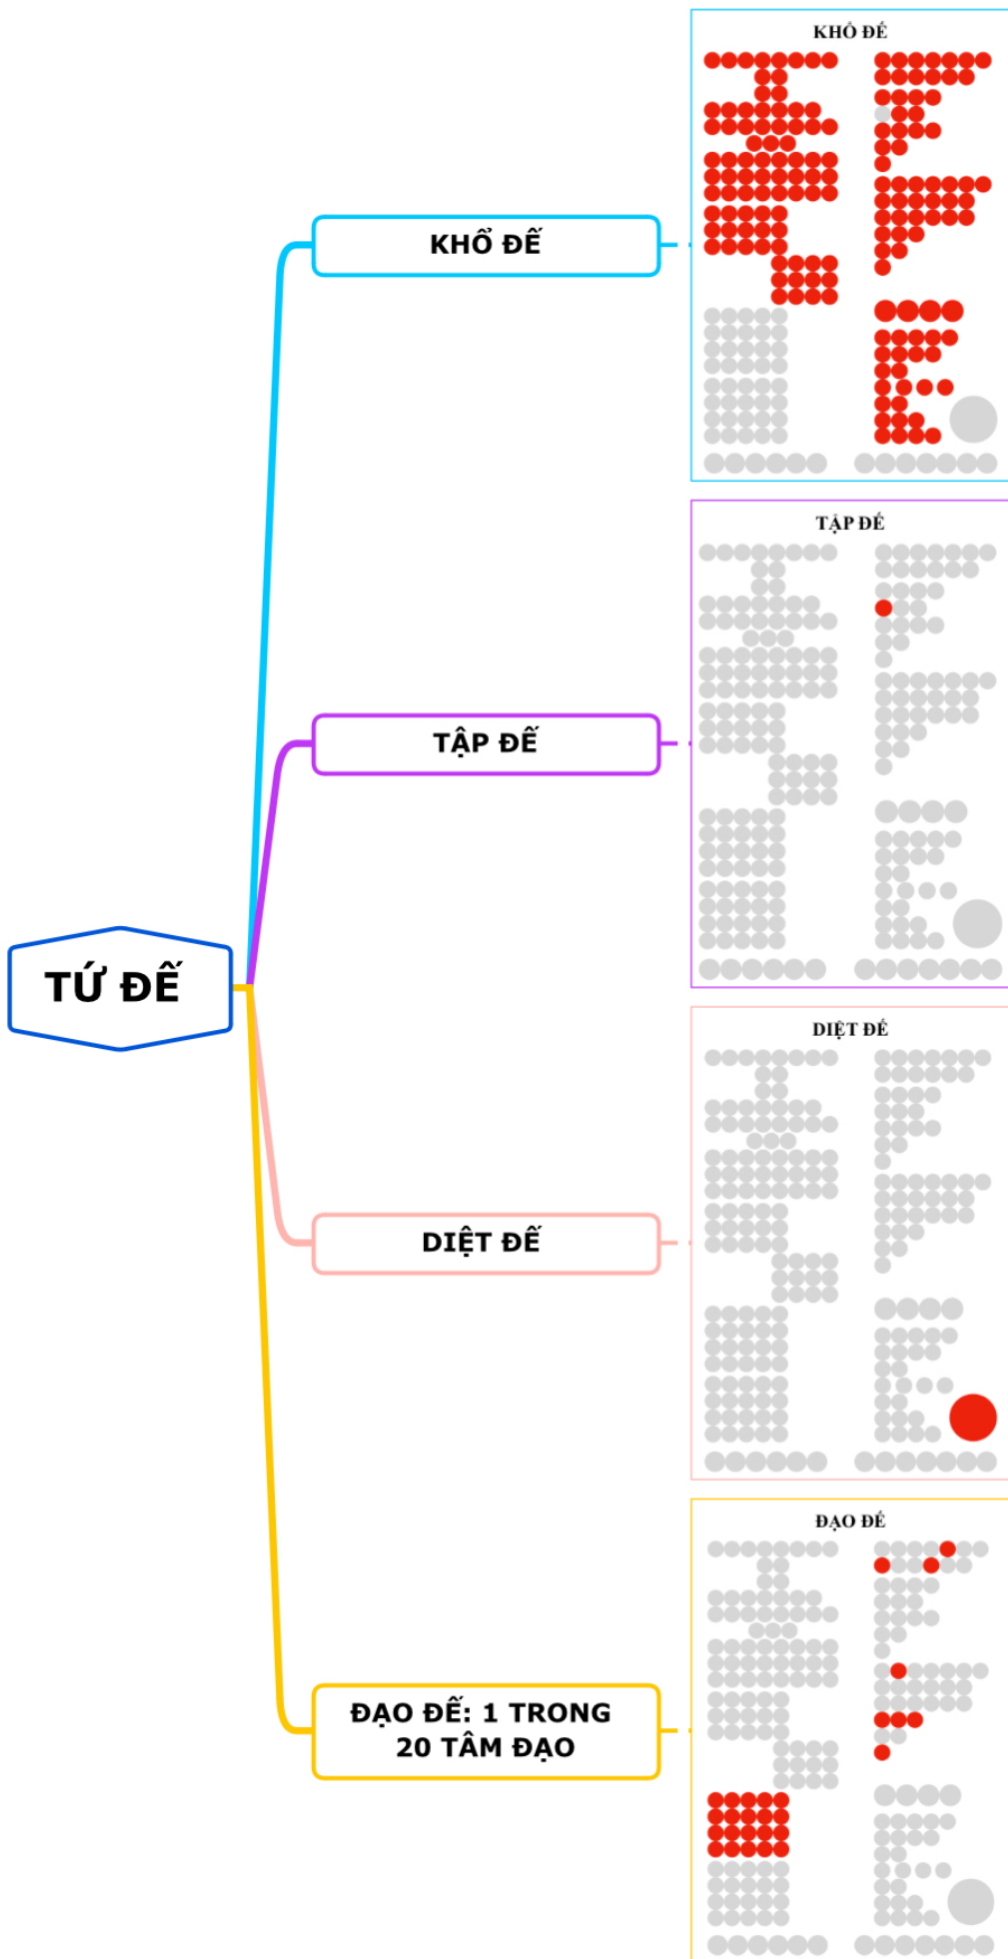 KHỔ ĐẾ
KHỔ ĐẾ
TẬP ĐẾ
TẬP ĐẾ
TỨ ĐẾ
DIỆT ĐẾ
DIỆT ĐẾ
ĐẠO ĐẾ
ĐẠO ĐẾ: 1 TRONG
20 TÂM ĐẠO